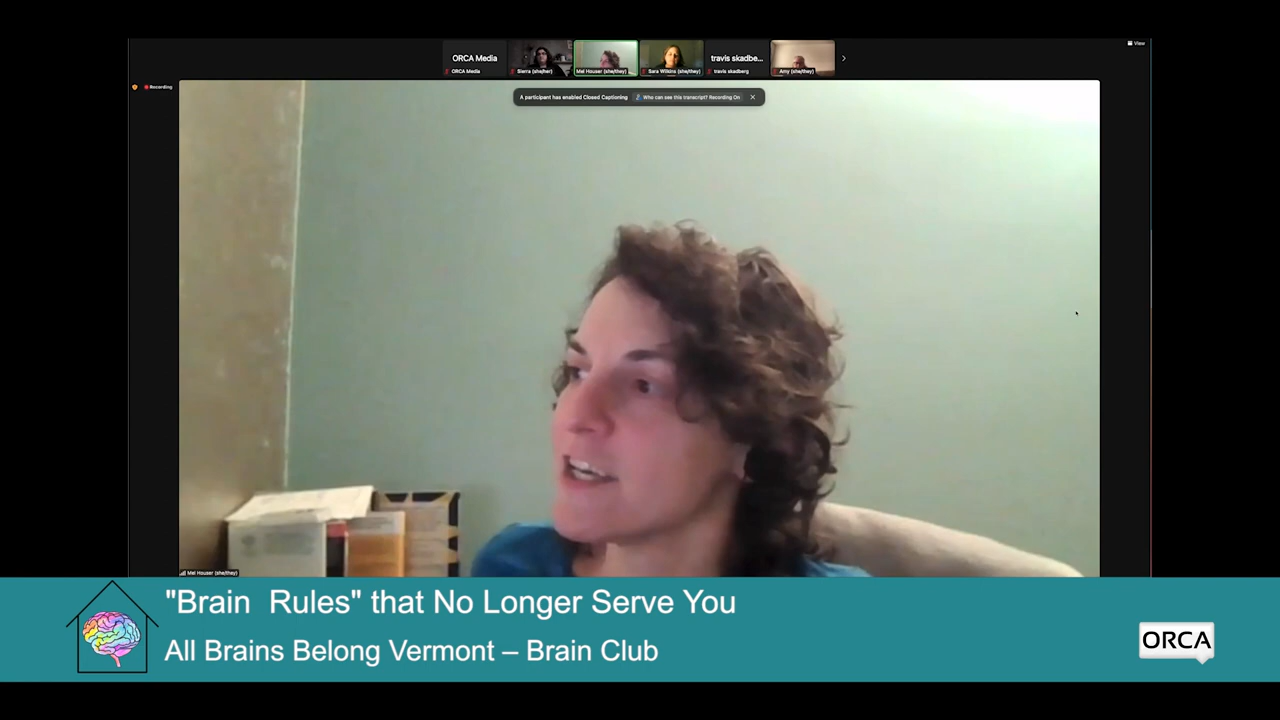 View
ORCA Media
travis skadbe...
ORCA Media
Sierra (she/her)
Mel Houser (she/they)
Sara Wilkins (she/they)
travis skadberg
Amy (she/they)
Recording
A participant has enabled Closed Captioning
Who can see this transcript? Recording On
Mel Houser (she/they)
"Brain Rules" that No Longer Serve You
All Brains Belong Vermont – Brain Club
ORCA